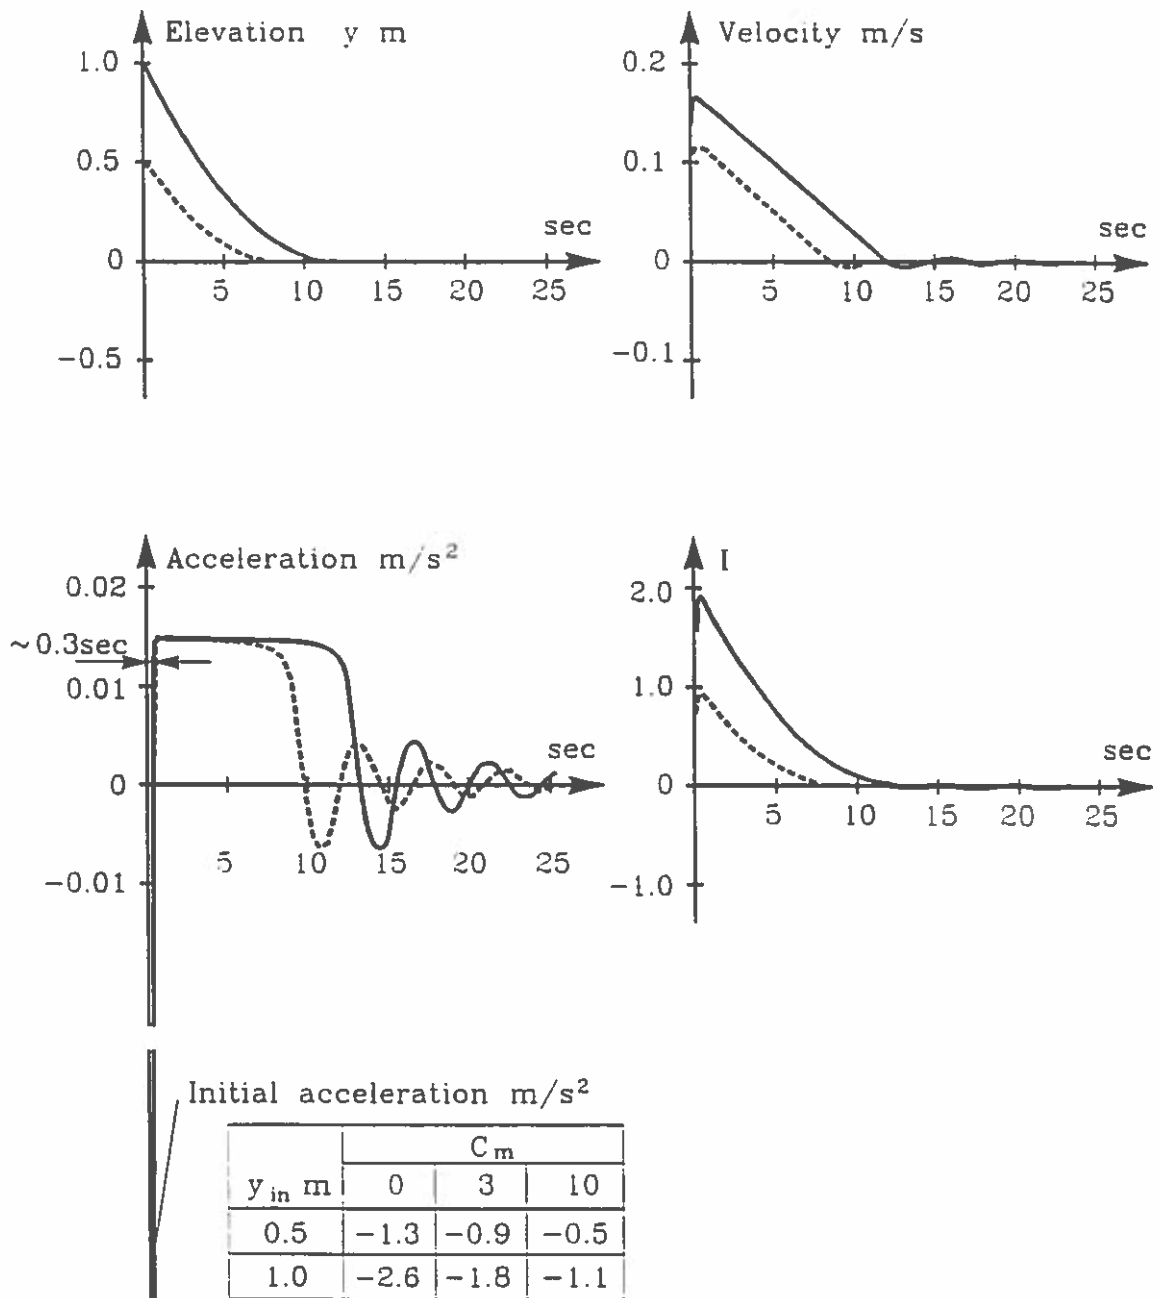 Elevation y m
1.0
0.5
0
-0.5
sec
5 10 15 20 25
Velocity m/s
0.2
0.1
0
-0.1
sec
5 10 15 20 25
Acceleration m/s²
0.02
~0.3sec
0.01
0
-0.01
sec
5 10 15 20 25
I
2.0
1.0
0
-1.0
sec
5 10 15 20 25
Initial acceleration m/s²
C_m
y_in m 0 3 10
0.5 -1.3 -0.9 -0.5
1.0 -2.6 -1.8 -1.1